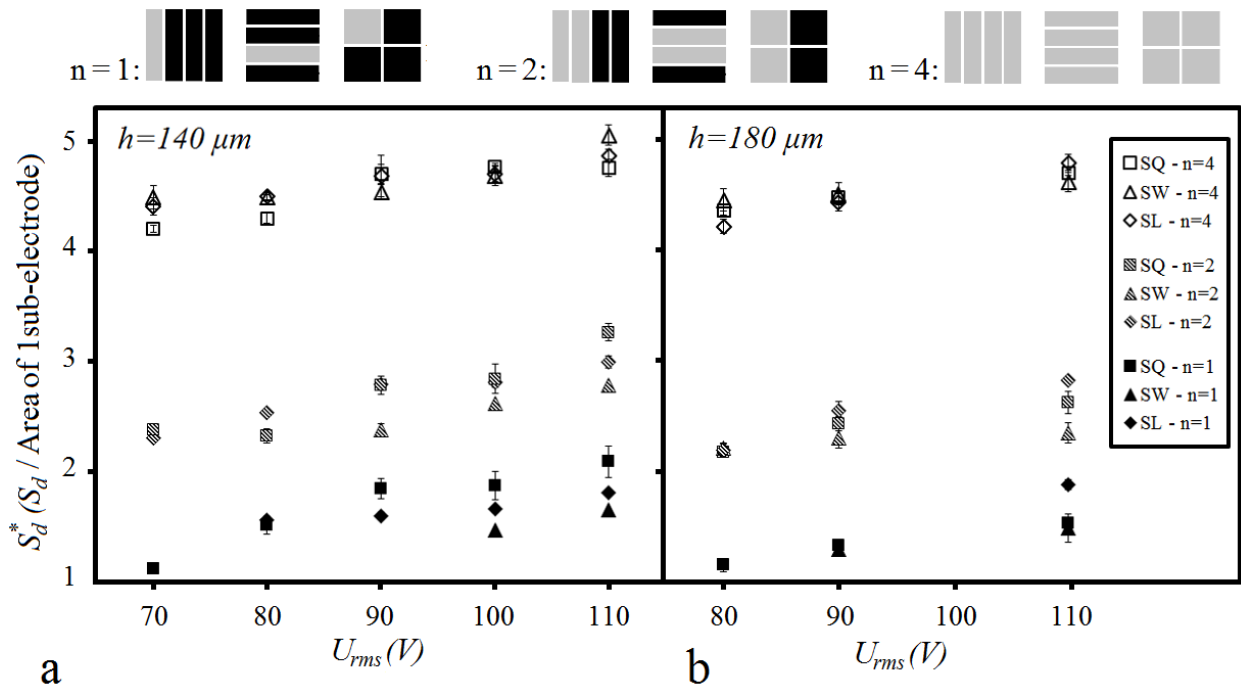 n = 1:
n = 2:
n = 4:
h=140 μm
h=180 μm
S*d (Sd / Area of 1sub-electrode)
5
4
3
2
1
SQ - n=4
SW - n=4
SL - n=4
SQ - n=2
SW - n=2
SL - n=2
SQ - n=1
SW - n=1
SL - n=1
70 80 90 100 110
80 90 100 110
Urms (V)
Urms (V)
a
b